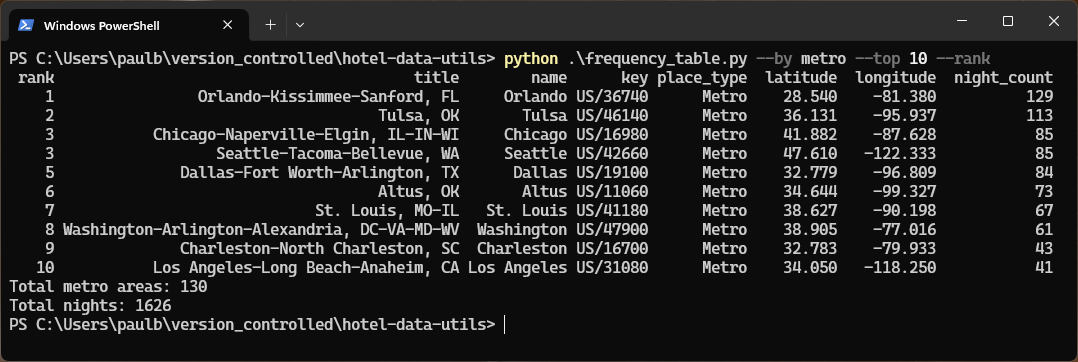 Windows PowerShell
PS C:\Users\paulb\version_controlled\hotel-data-utils> python .\frequency_table.py --by metro --top 10 --rank
rank title name key place_type latitude longitude night_count
1 Orlando-Kissimmee-Sanford, FL Orlando US/36740 Metro 28.540 -81.380 129
2 Tulsa, OK Tulsa US/46140 Metro 36.131 -95.937 113
3 Chicago-Naperville-Elgin, IL-IN-WI Chicago US/16980 Metro 41.882 -87.628 85
3 Seattle-Tacoma-Bellevue, WA Seattle US/42660 Metro 47.610 -122.333 85
5 Dallas-Fort Worth-Arlington, TX Dallas US/19100 Metro 32.779 -96.809 84
6 Altus, OK Altus US/11060 Metro 34.644 -99.327 73
7 St. Louis, MO-IL St. Louis US/41180 Metro 38.627 -90.198 67
8 Washington-Arlington-Alexandria, DC-VA-MD-WV Washington US/47900 Metro 38.905 -77.016 61
9 Charleston-North Charleston, SC Charleston US/16700 Metro 32.783 -79.933 43
10 Los Angeles-Long Beach-Anaheim, CA Los Angeles US/31080 Metro 34.050 -118.250 41
Total metro areas: 130
Total nights: 1626
PS C:\Users\paulb\version_controlled\hotel-data-utils>